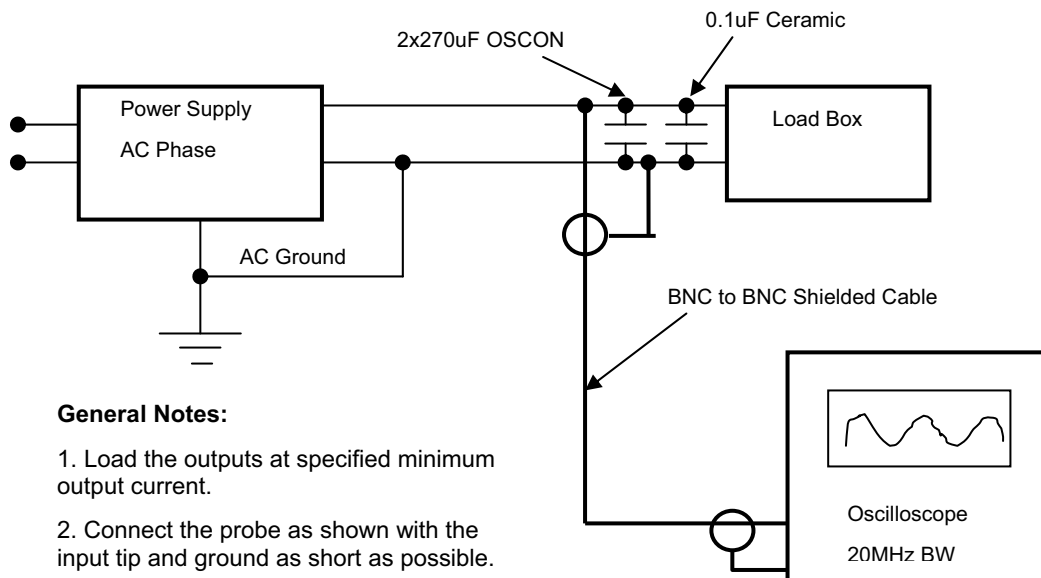 0.1uF Ceramic
2x270uF OSCON
Power Supply
AC Phase
Load Box
AC Ground
BNC to BNC Shielded Cable
General Notes:
1. Load the outputs at specified minimum
output current.
2. Connect the probe as shown with the
input tip and ground as short as possible.
Oscilloscope
20MHz BW